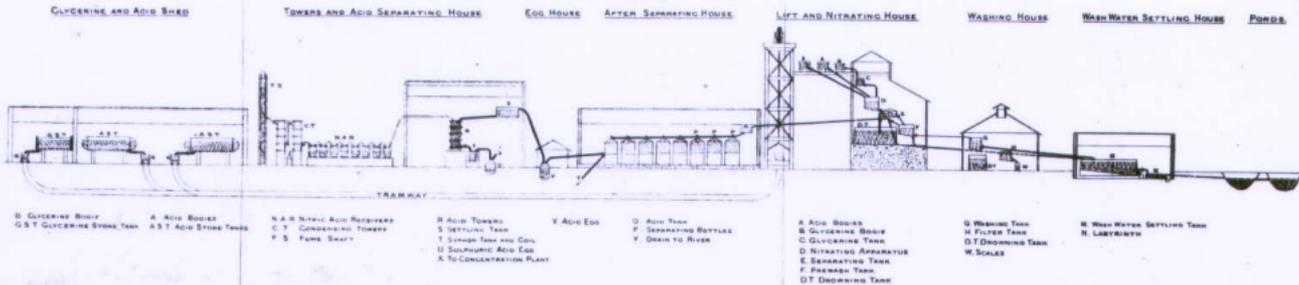 GLYCERINE AND ACID SHED
TOWERS AND ACID SEPARATING HOUSE
EGG HOUSE
AFTER SEPARATING HOUSE
LIFT AND NITRATING HOUSE
WASHING HOUSE
WASH WATER SETTLING HOUSE
PONDS.
F S
C T
N A R
G S T
A S T
A S T
D T
TRAMWAY
B GLYCERINE BOGIE
G S T GLYCERINE STORE TANK
A ACID BOGIES
A S T ACID STORE TANKS
N A R NITRIC ACID RECEIVERS
C T CONDENSING TOWERS
F S FUME SHAFT
R ACID TOWERS
S SETTLING TANK
T SYPHON TANK AND COIL
U SULPHURIC ACID EGG
X TO CONCENTRATION PLANT
V ACID EGG
O ACID TANK
P SEPARATING BOTTLES
Y DRAIN TO RIVER
A ACID BOGIES
B GLYCERINE BOGIE
C GLYCERINE TANK
D NITRATING APPARATUS
E SEPARATING TANK
F PREWASH TANK
D T DROWNING TANK
G WASHING TANK
H FILTER TANK
D.T DROWNING TANK
W. SCALES
M. WASH WATER SETTLING TANK
N. LABYRINTH